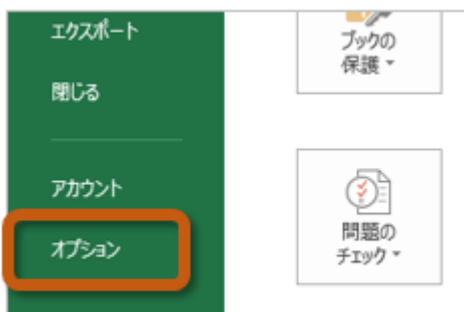 エクスポート
閉じる
アカウント
オプション
ブックの
保護
問題の
チェック